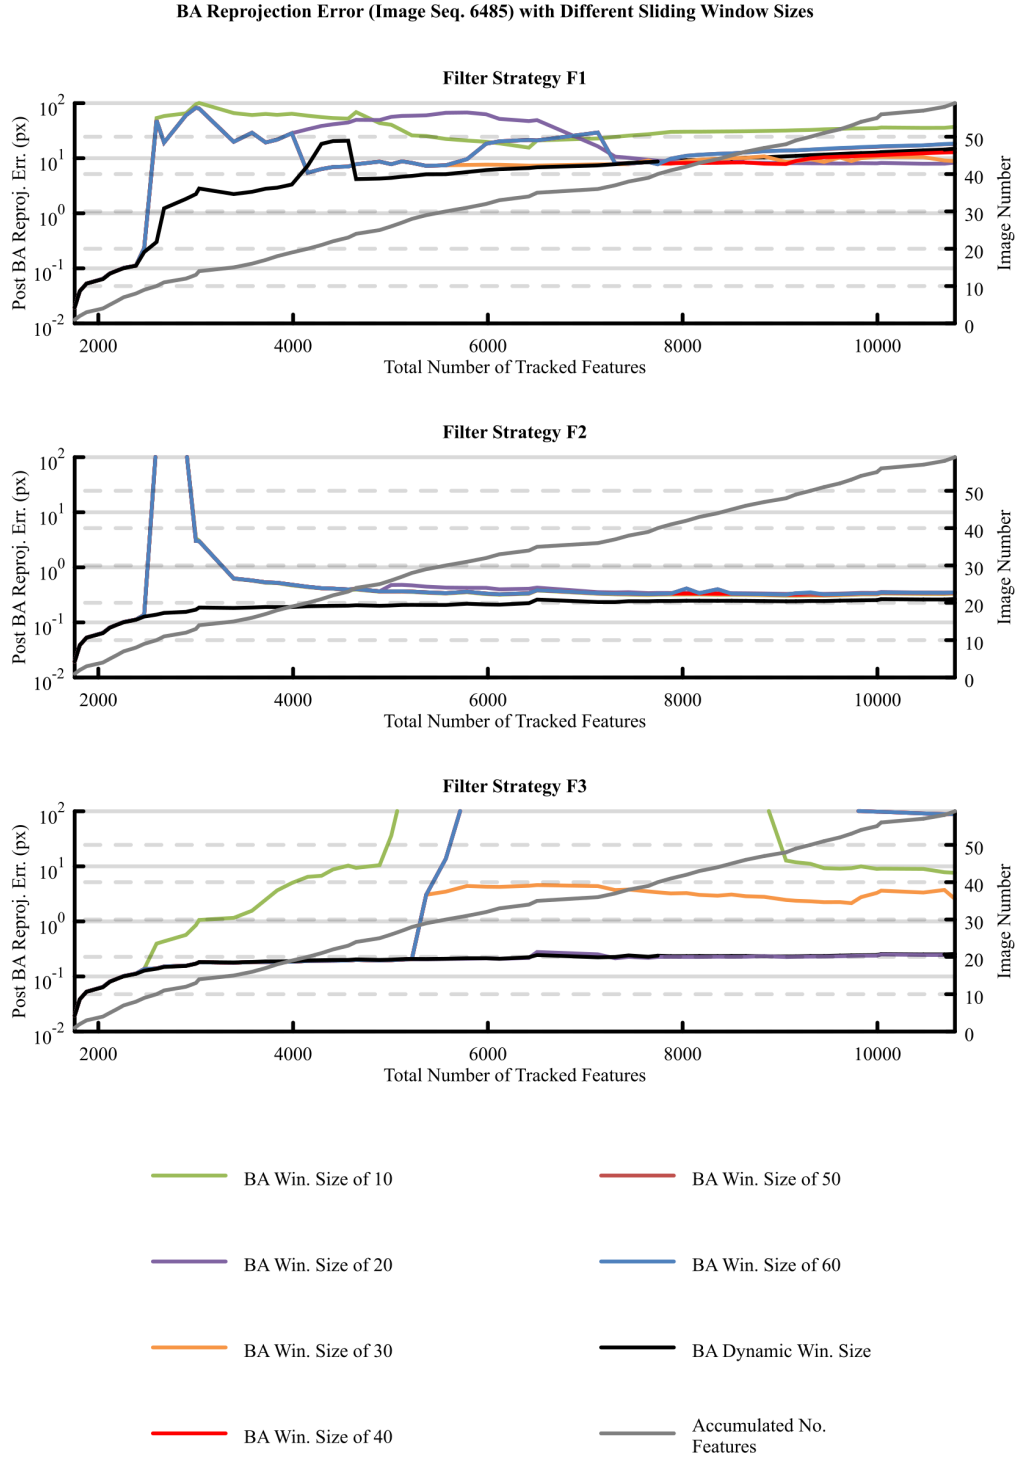 BA Reprojection Error (Image Seq. 6485) with Different Sliding Window Sizes
Filter Strategy F1
Post BA Reproj. Err. (px)
10^2
10^1
10^0
10^-1
10^-2
50
40
30
20
10
0
Image Number
2000 4000 6000 8000 10000
Total Number of Tracked Features
Filter Strategy F2
Post BA Reproj. Err. (px)
10^2
10^1
10^0
10^-1
10^-2
50
40
30
20
10
0
Image Number
2000 4000 6000 8000 10000
Total Number of Tracked Features
Filter Strategy F3
Post BA Reproj. Err. (px)
10^2
10^1
10^0
10^-1
10^-2
50
40
30
20
10
0
Image Number
2000 4000 6000 8000 10000
Total Number of Tracked Features
BA Win. Size of 10
BA Win. Size of 50
BA Win. Size of 20
BA Win. Size of 60
BA Win. Size of 30
BA Dynamic Win. Size
BA Win. Size of 40
Accumulated No.
Features